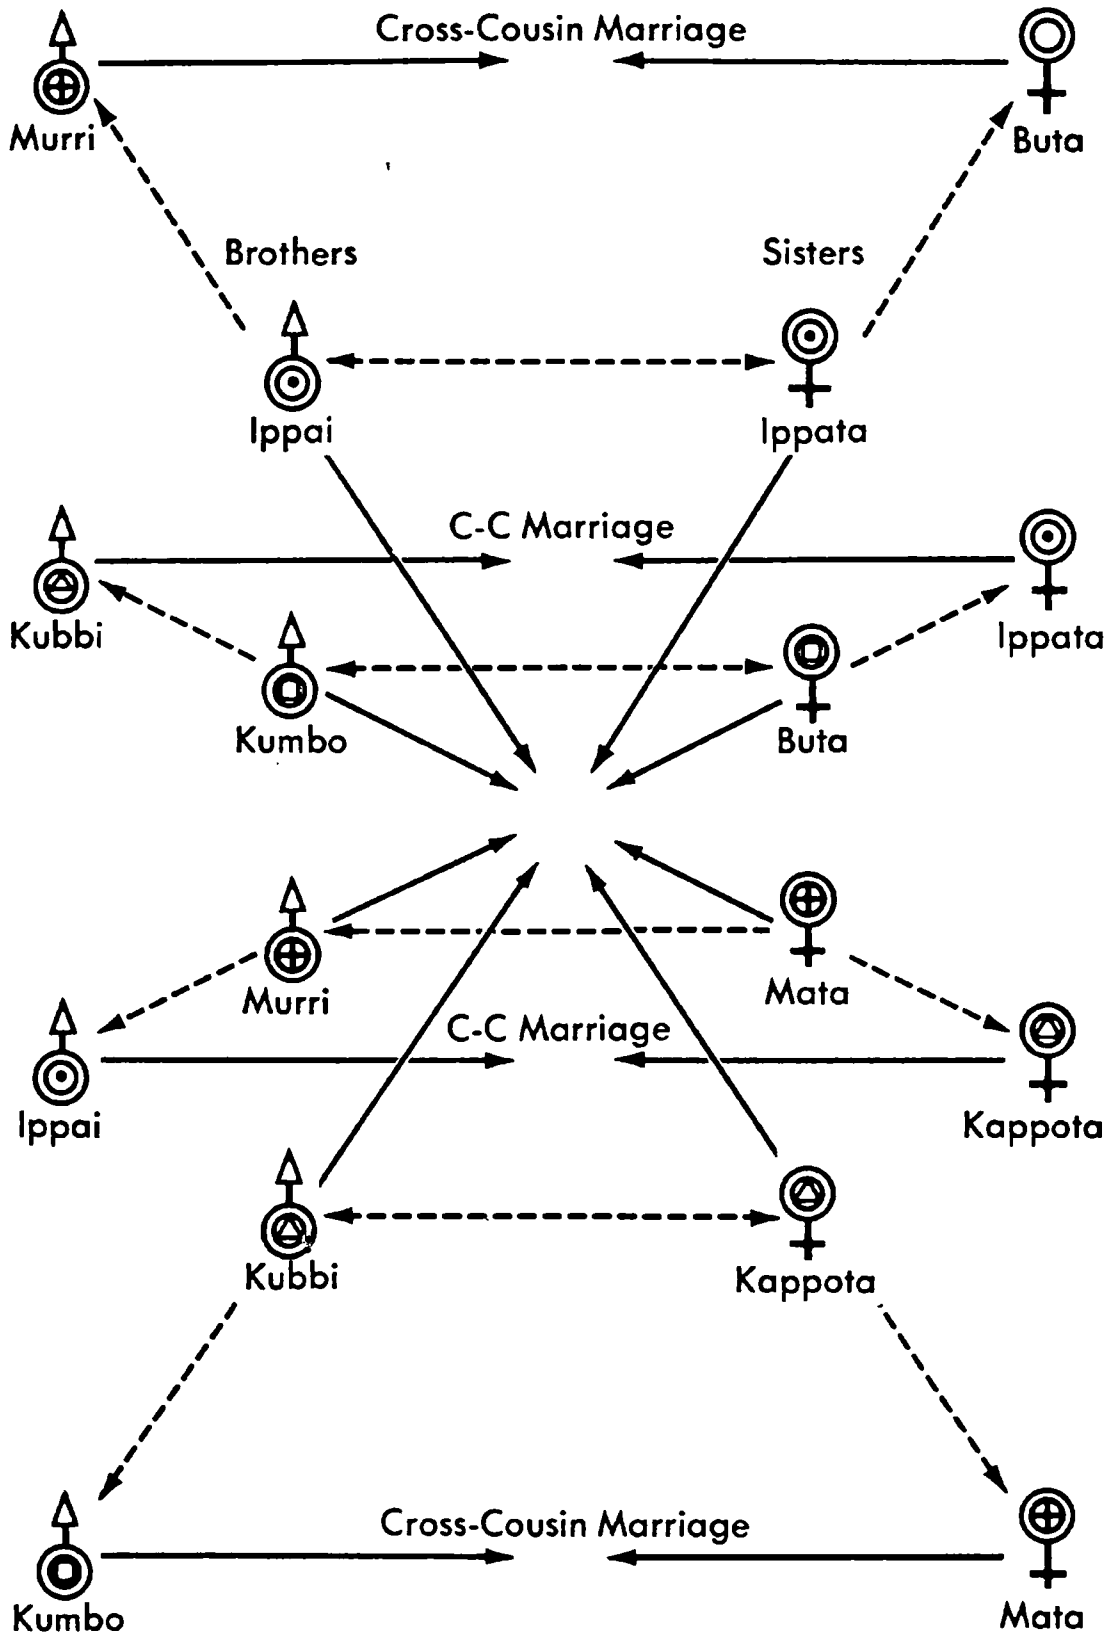 Cross-Cousin Marriage
Murri
Buta
Brothers
Sisters
Ippai
Ippata
C-C Marriage
Kubbi
Ippata
Kumbo
Buta
Murri
Mata
C-C Marriage
Ippai
Kappota
Kubbi
Kappota
Cross-Cousin Marriage
Kumbo
Mata